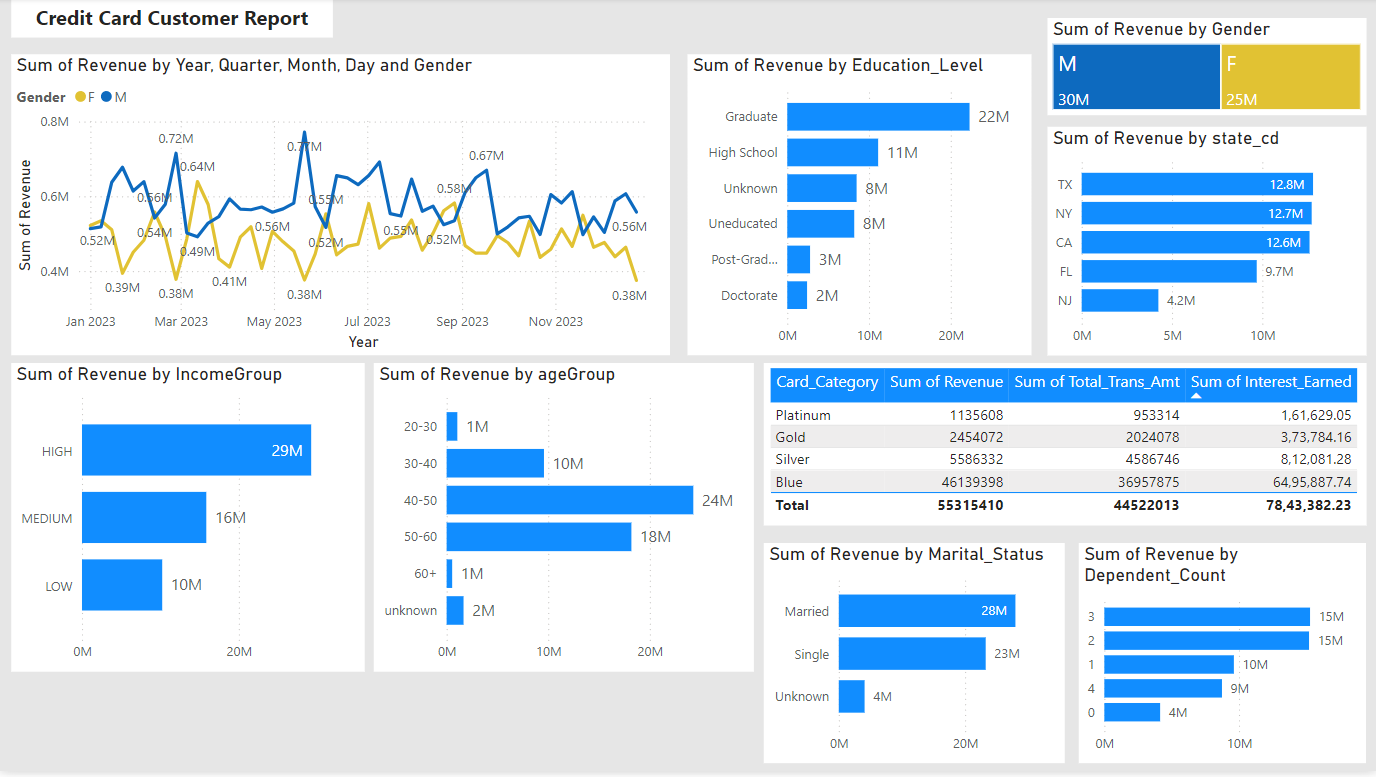 Credit Card Customer Report
Sum of Revenue by Year, Quarter, Month, Day and Gender
Gender F M
0.8M
0.6M
0.4M
Sum of Revenue
0.52M
0.39M
0.56M
0.54M
0.72M
0.38M
0.64M
0.49M
0.41M
0.56M
0.77M
0.38M
0.55M
0.52M
0.55M
0.52M
0.58M
0.67M
0.56M
0.38M
Jan 2023
Mar 2023
May 2023
Jul 2023
Sep 2023
Nov 2023
Year
Sum of Revenue by Education_Level
Graduate 22M
High School 11M
Unknown 8M
Uneducated 8M
Post-Grad... 3M
Doctorate 2M
0M 10M 20M
Sum of Revenue by Gender
M F
30M 25M
Sum of Revenue by state_cd
TX 12.8M
NY 12.7M
CA 12.6M
FL 9.7M
NJ 4.2M
0M 5M 10M
Sum of Revenue by IncomeGroup
HIGH 29M
MEDIUM 16M
LOW 10M
0M 20M
Sum of Revenue by ageGroup
20-30 1M
30-40 10M
40-50 24M
50-60 18M
60+ 1M
unknown 2M
0M 10M 20M
Card_Category Sum of Revenue Sum of Total_Trans_Amt Sum of Interest_Earned
Platinum 1135608 953314 1,61,629.05
Gold 2454072 2024078 3,73,784.16
Silver 5586332 4586746 8,12,081.28
Blue 46139398 36957875 64,95,887.74
Total 55315410 44522013 78,43,382.23
Sum of Revenue by Marital_Status
Married 28M
Single 23M
Unknown 4M
0M 20M
Sum of Revenue by
Dependent_Count
3 15M
2 15M
1 10M
4 9M
0 4M
0M 10M